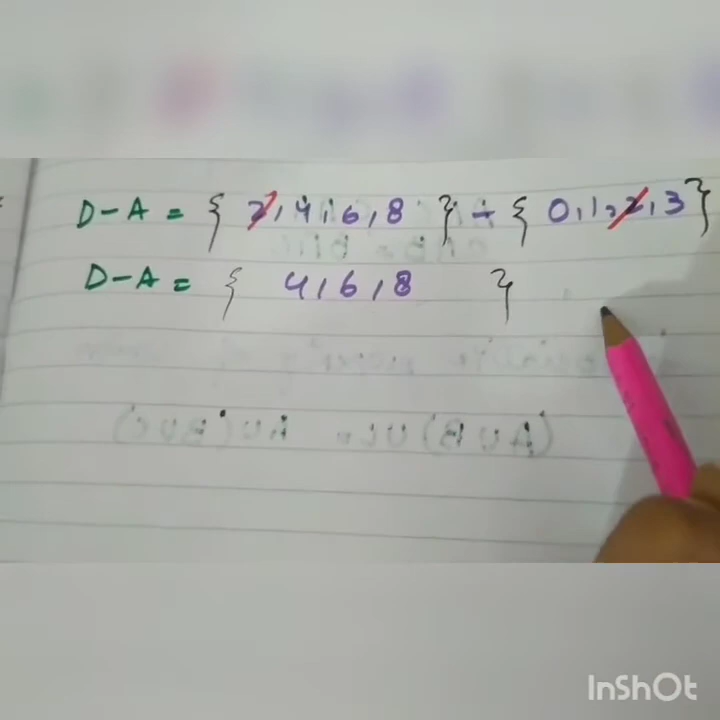 D-A = { 2, 4, 6, 8 } - { 0, 1, 2, 3 }
D-A = { 4, 6, 8 }
(A∪B)∪C = A∪(B∪C)
InShOt